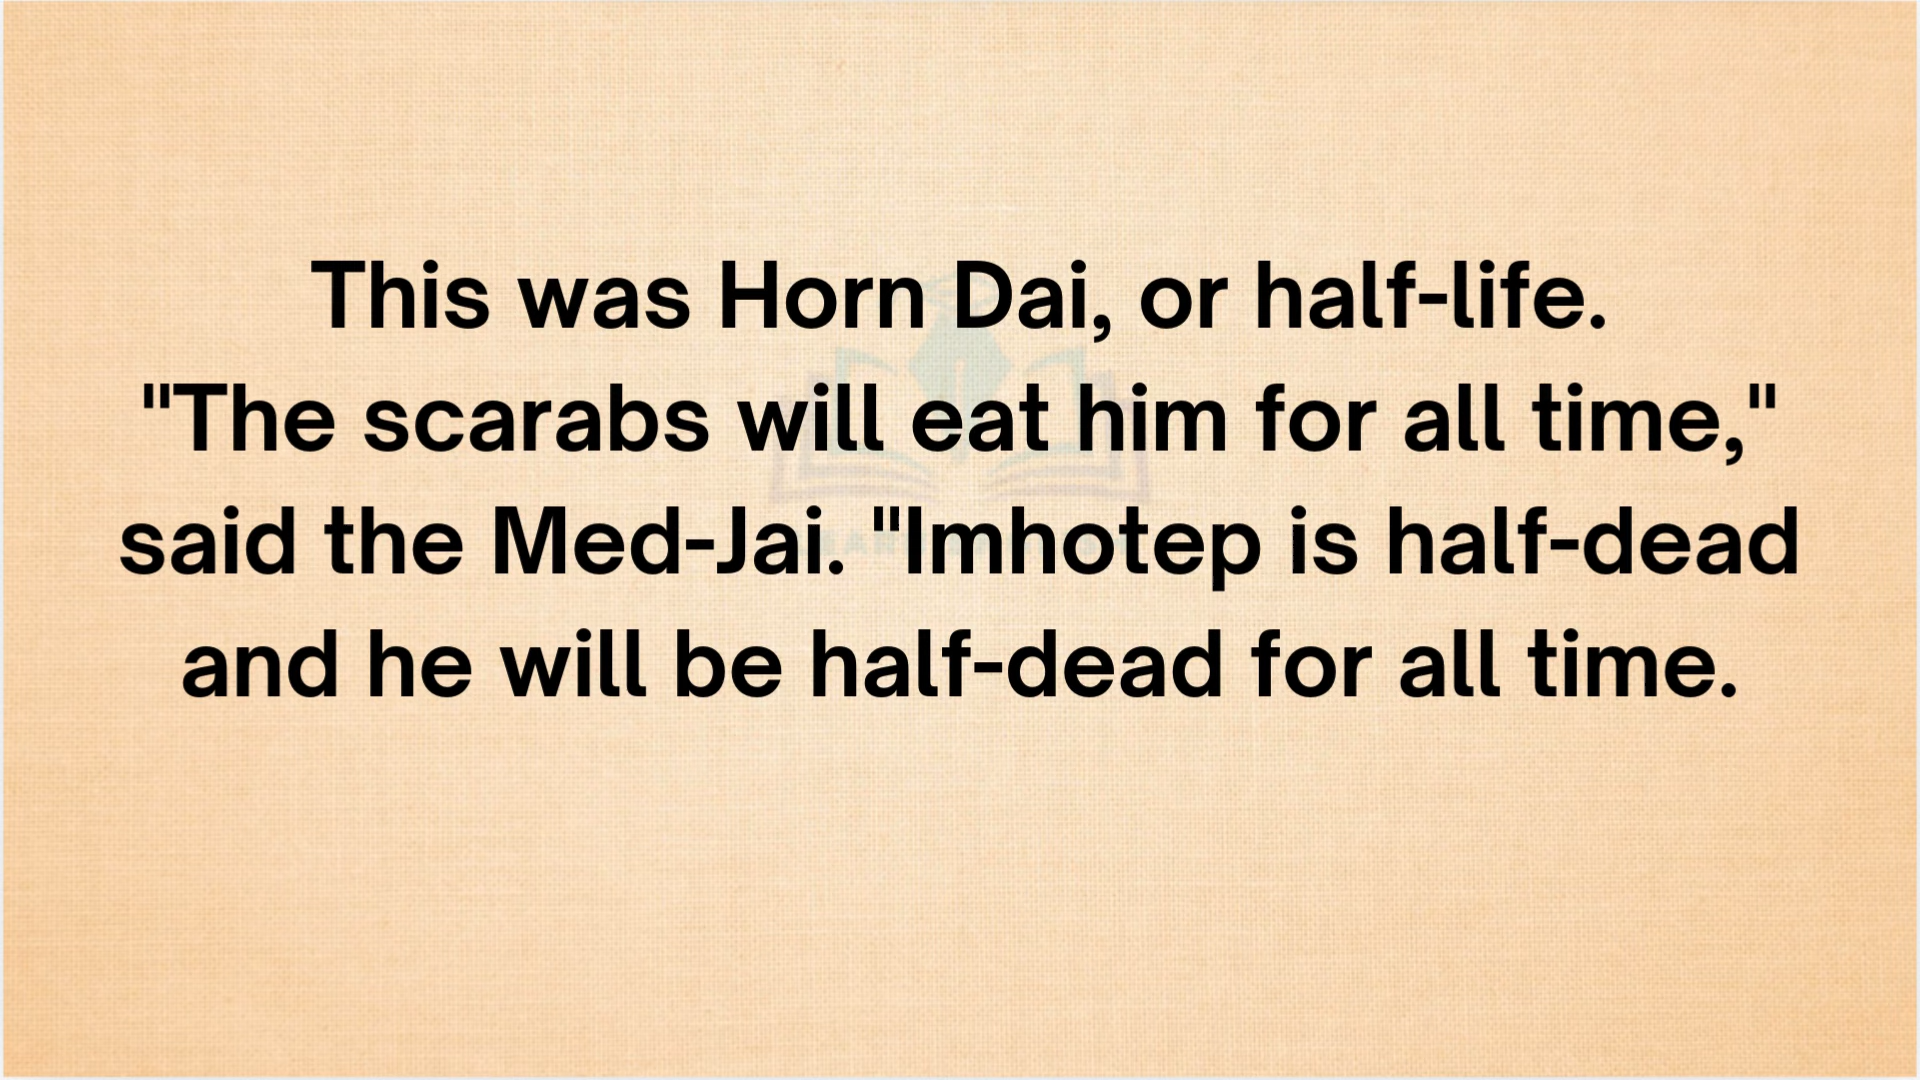 This was Horn Dai, or half-life.
"The scarabs will eat him for all time,"
said the Med-Jai. "Imhotep is half-dead
and he will be half-dead for all time.